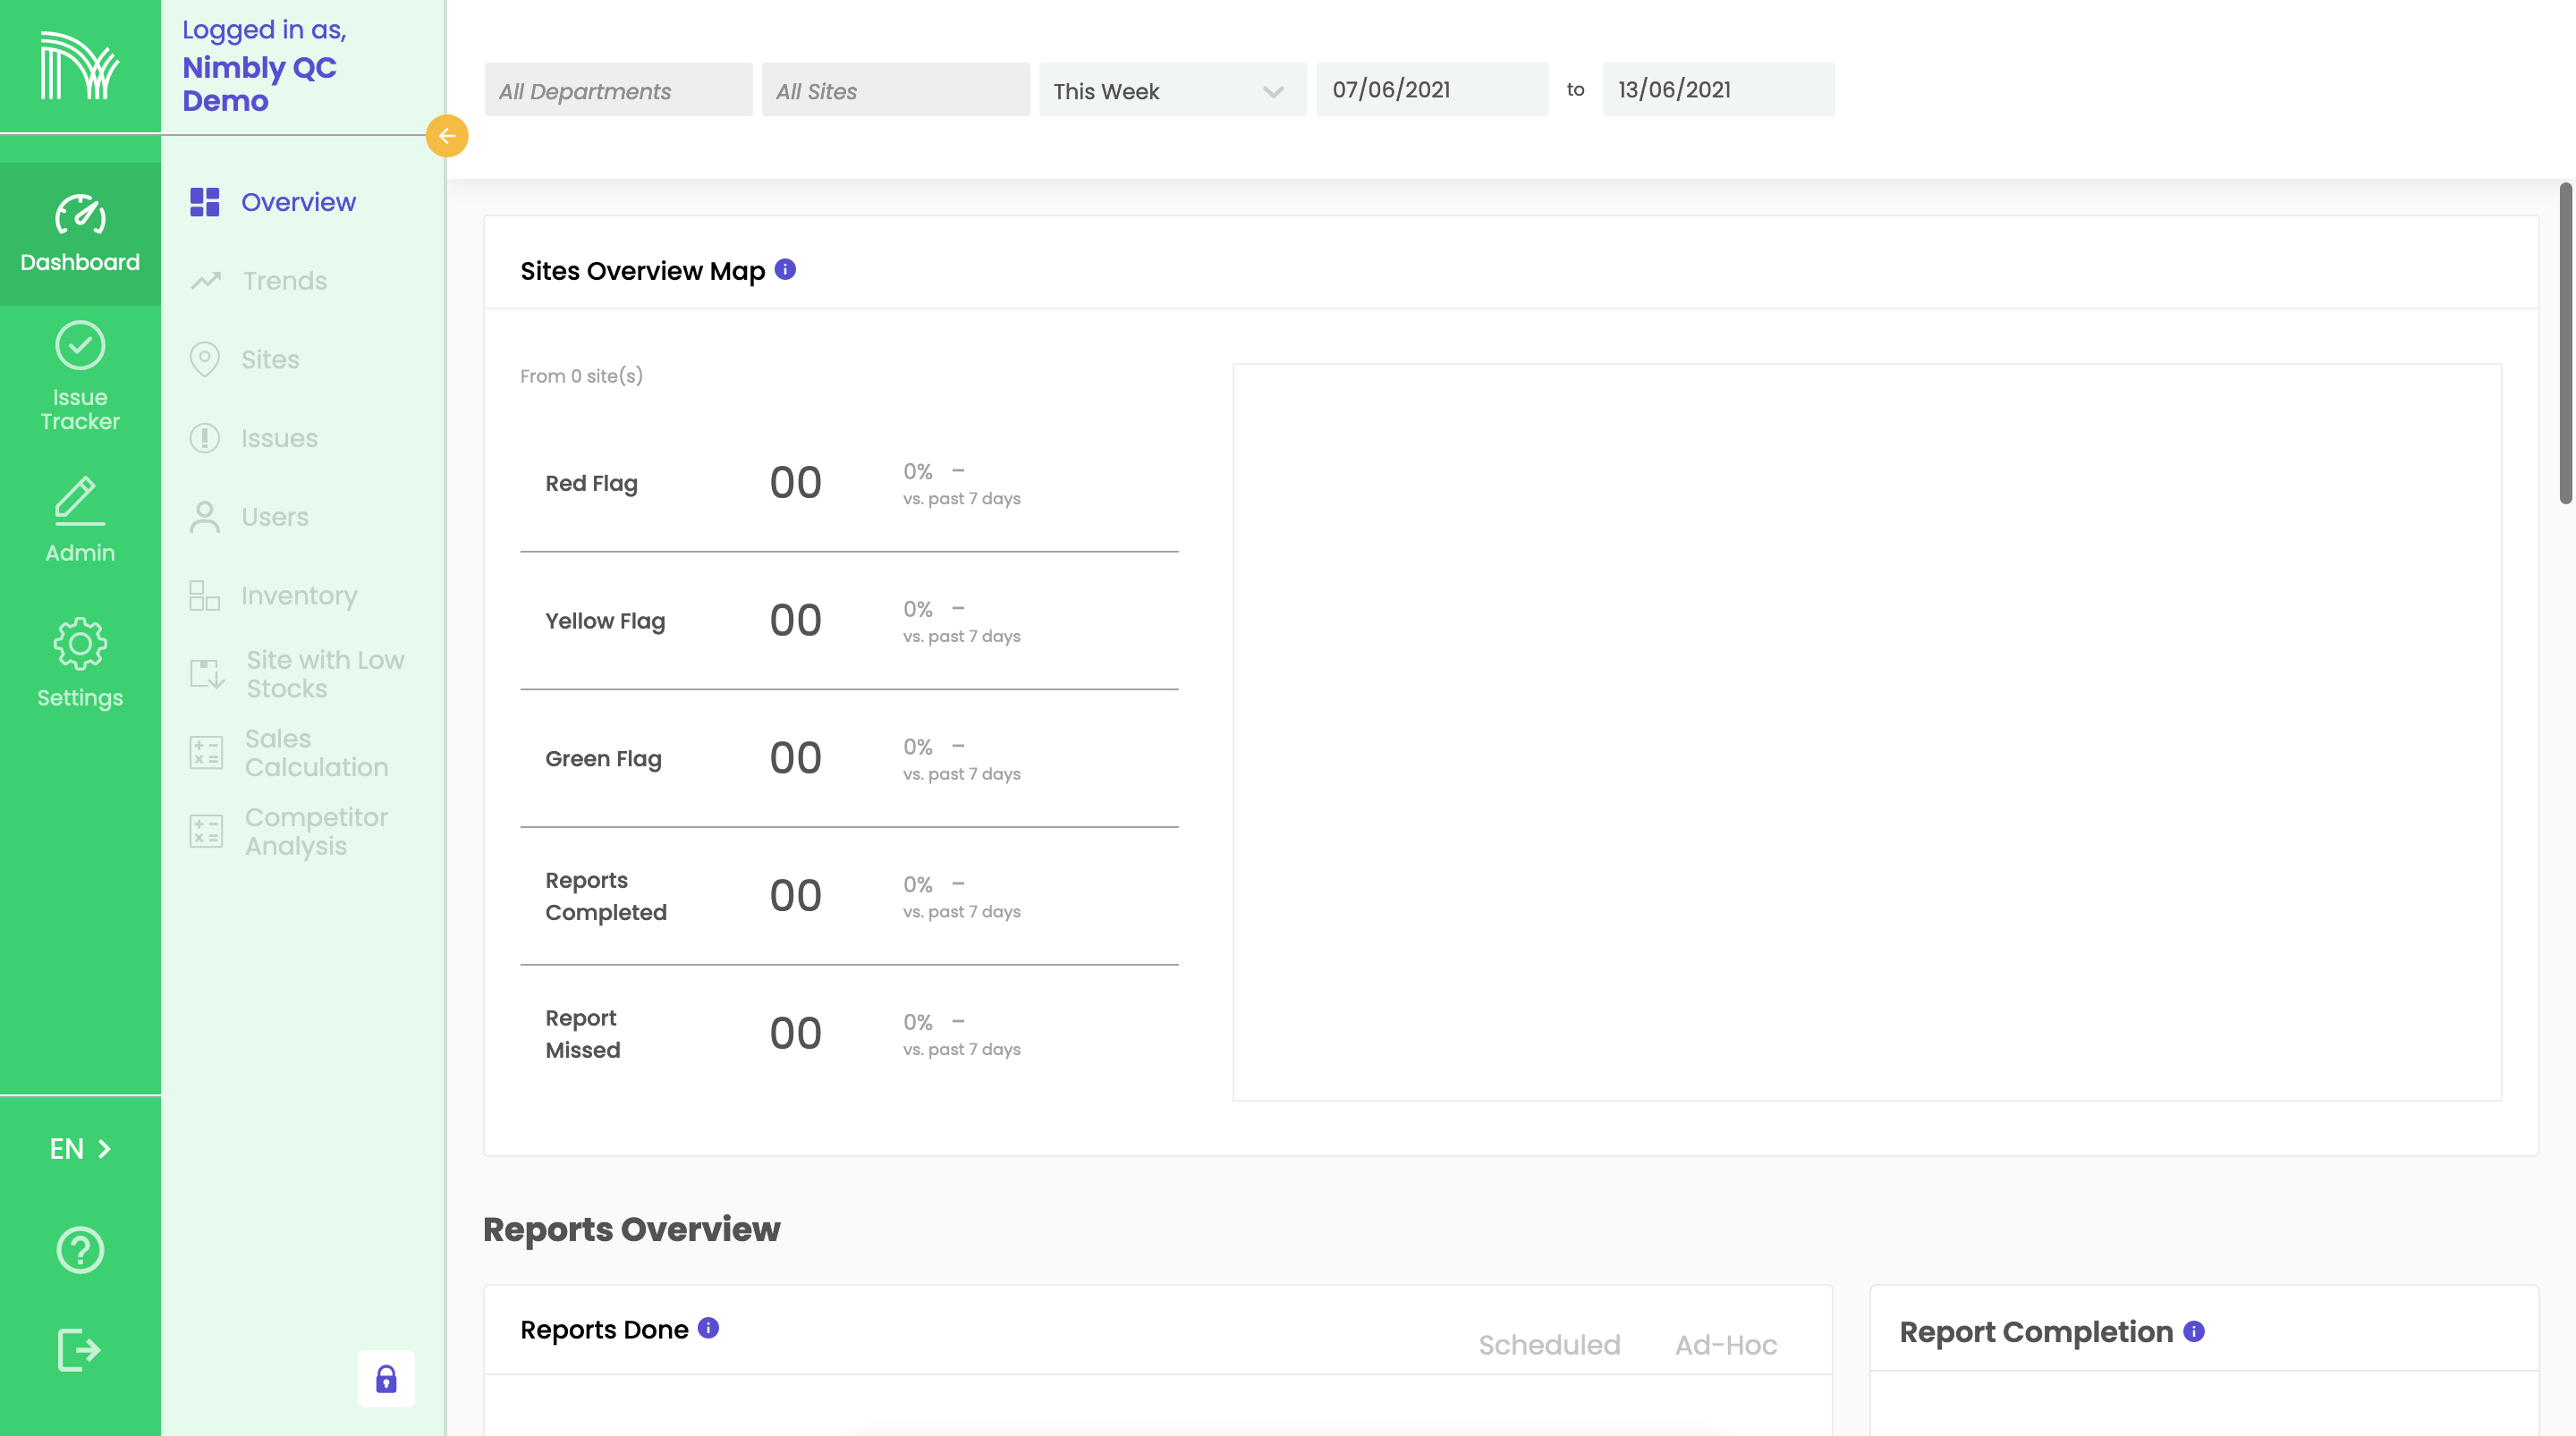 Logged in as,
Nimbly QC
Demo
Dashboard
Issue
Tracker
Admin
Settings
EN
Overview
Trends
Sites
Issues
Users
Inventory
Site with Low
Stocks
Sales
Calculation
Competitor
Analysis
All Departments
All Sites
This Week
07/06/2021
to
13/06/2021
Sites Overview Map
From 0 site(s)
Red Flag
00
0% –
vs. past 7 days
Yellow Flag
00
0% –
vs. past 7 days
Green Flag
00
0% –
vs. past 7 days
Reports
Completed
00
0% –
vs. past 7 days
Report
Missed
00
0% –
vs. past 7 days
Reports Overview
Reports Done
Scheduled
Ad-Hoc
Report Completion